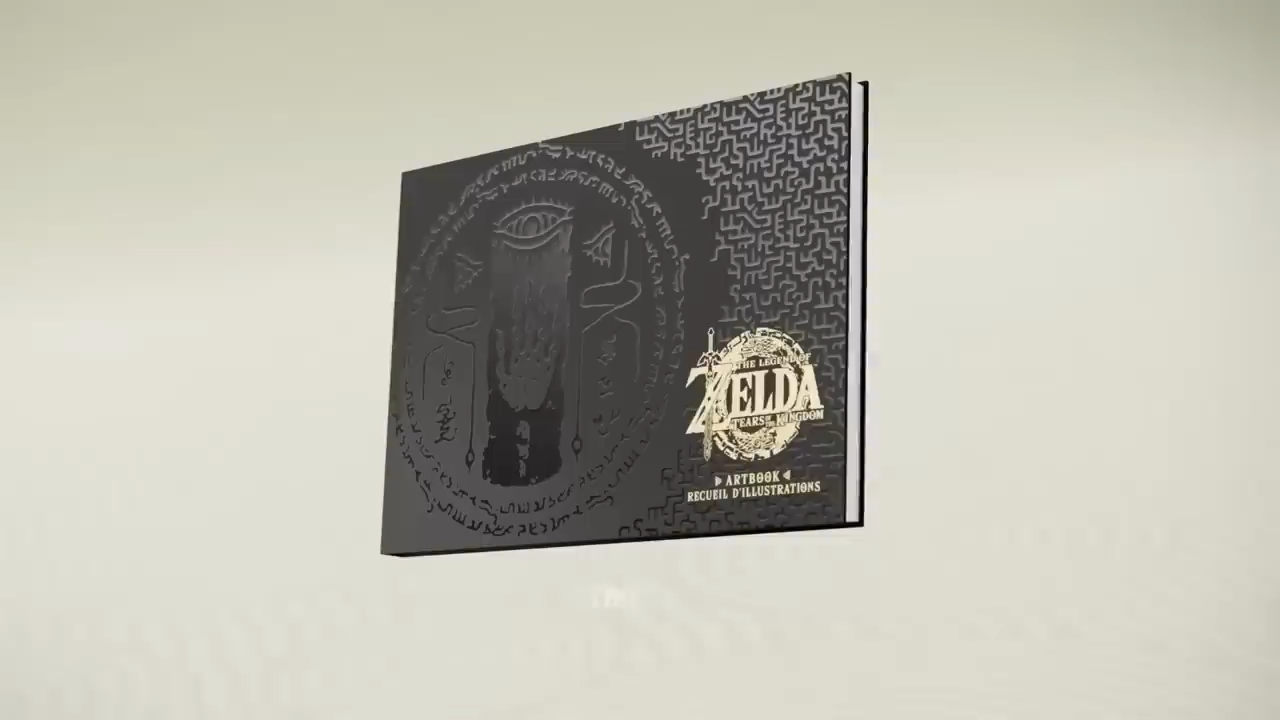 THE LEGEND OF
ZELDA
TEARS OF THE KINGDOM
ARTBOOK
RECUEIL D'ILLUSTRATIONS